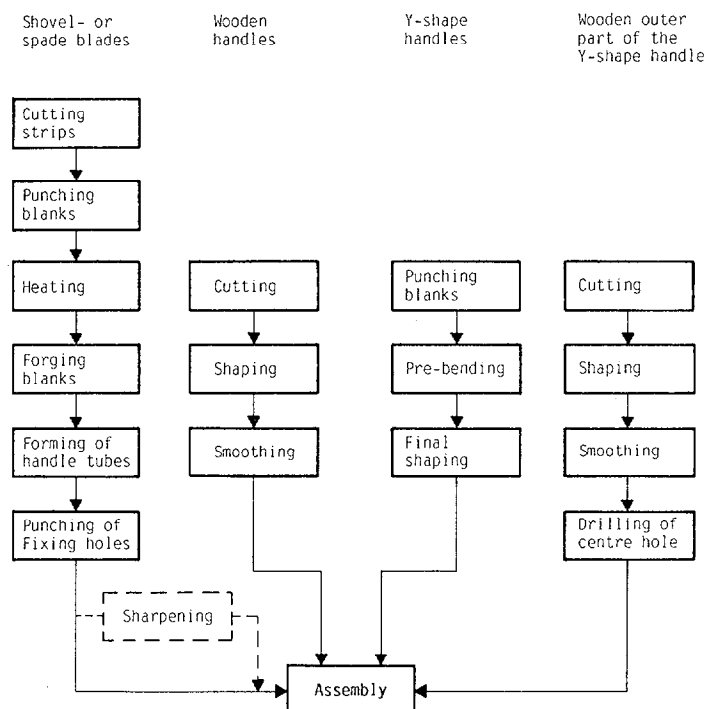 Shovel- or
spade blades
Wooden
handles
Y-shape
handles
Wooden outer
part of the
Y-shape handle
Cutting
strips
Punching
blanks
Heating
Cutting
Punching
blanks
Cutting
Forging
blanks
Shaping
Pre-bending
Shaping
Forming of
handle tubes
Smoothing
Final
shaping
Smoothing
Punching of
Fixing holes
Drilling of
centre hole
Sharpening
Assembly